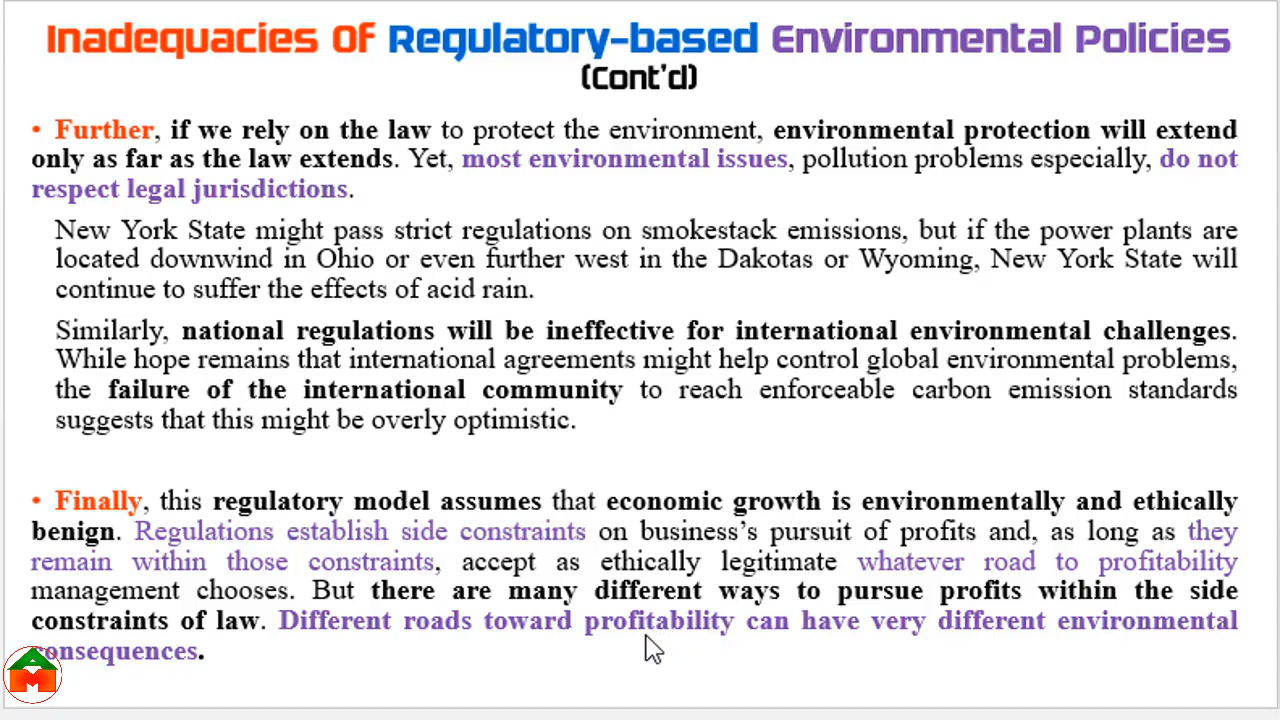 Inadequacies Of Regulatory-based Environmental Policies
(Cont'd)
• Further, if we rely on the law to protect the environment, environmental protection will extend
only as far as the law extends. Yet, most environmental issues, pollution problems especially, do not
respect legal jurisdictions.
New York State might pass strict regulations on smokestack emissions, but if the power plants are
located downwind in Ohio or even further west in the Dakotas or Wyoming, New York State will
continue to suffer the effects of acid rain.
Similarly, national regulations will be ineffective for international environmental challenges.
While hope remains that international agreements might help control global environmental problems,
the failure of the international community to reach enforceable carbon emission standards
suggests that this might be overly optimistic.
• Finally, this regulatory model assumes that economic growth is environmentally and ethically
benign. Regulations establish side constraints on business's pursuit of profits and, as long as they
remain within those constraints, accept as ethically legitimate whatever road to profitability
management chooses. But there are many different ways to pursue profits within the side
constraints of law. Different roads toward profitability can have very different environmental
consequences.